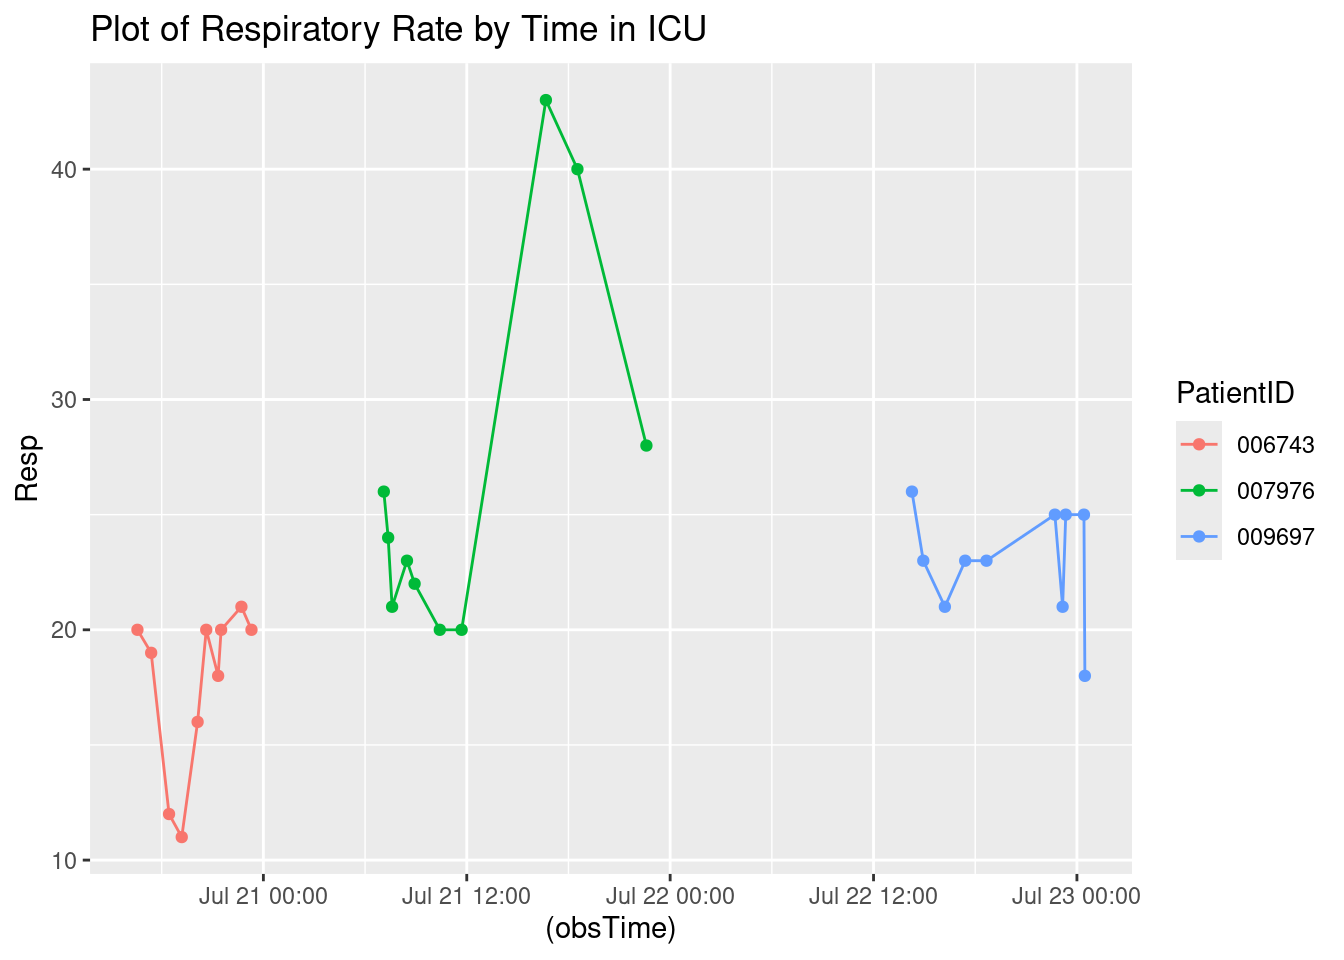 Plot of Respiratory Rate by Time in ICU
Resp
40
30
20
10
Jul 21 00:00
Jul 21 12:00
Jul 22 00:00
Jul 22 12:00
Jul 23 00:00
(obsTime)
PatientID
006743
007976
009697